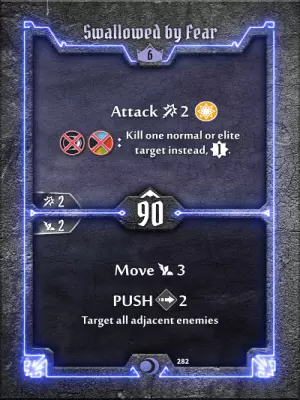 Swallowed by Fear
6
Attack 2
: Kill one normal or elite
target instead, 1.
2
90
2
Move 3
PUSH 2
Target all adjacent enemies
282